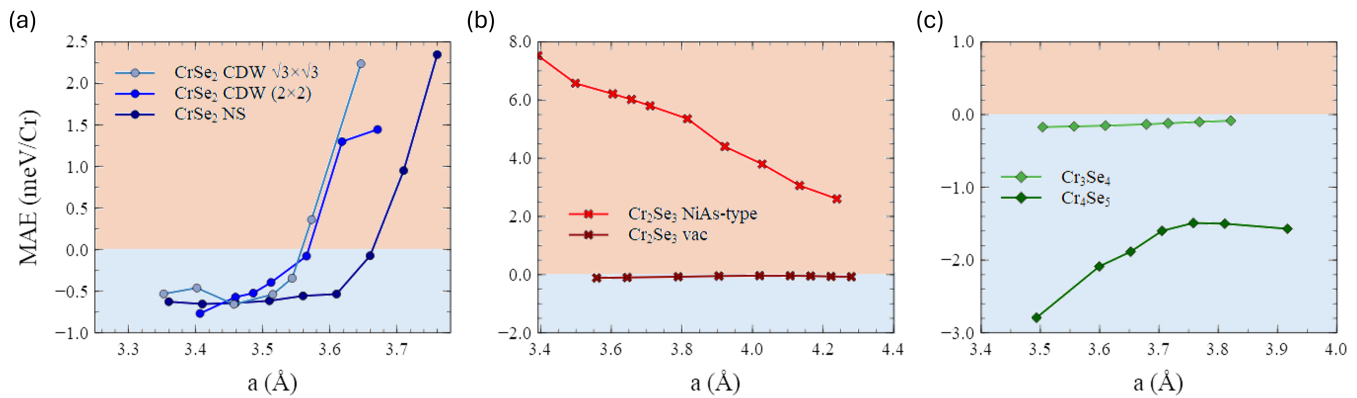 (a)
2.5
2.0
1.5
1.0
0.5
0.0
−0.5
−1.0
MAE (meV/Cr)
CrSe₂ CDW √3×√3
CrSe₂ CDW (2×2)
CrSe₂ NS
3.3 3.4 3.5 3.6 3.7
a (Å)
(b)
8.0
6.0
4.0
2.0
0.0
−2.0
Cr₂Se₃ NiAs-type
Cr₂Se₃ vac
3.4 3.6 3.8 4.0 4.2 4.4
a (Å)
(c)
1.0
0.0
−1.0
−2.0
−3.0
Cr₃Se₄
Cr₄Se₅
3.4 3.5 3.6 3.7 3.8 3.9 4.0
a (Å)